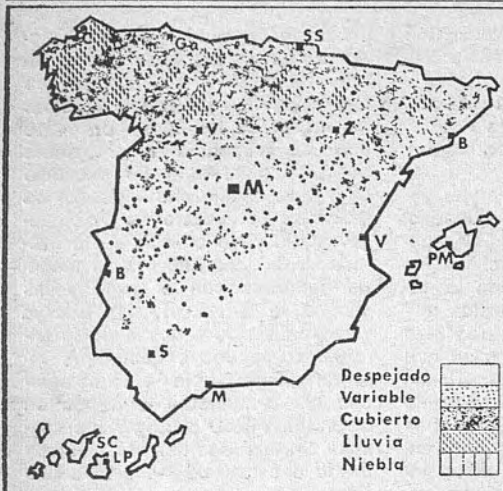 Ga
SS
V
Z
B
M
V
PM
B
S
M
SC
LP
Despejado
Variable
Cubierto
Lluvia
Niebla